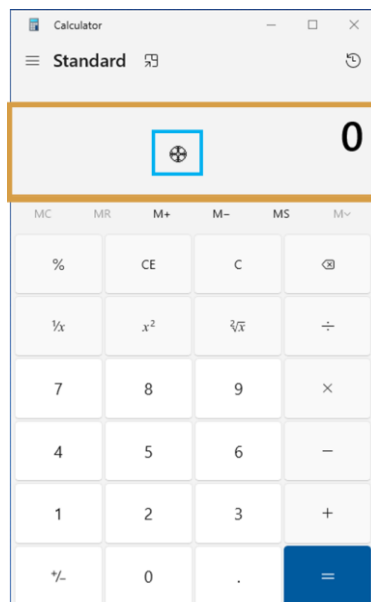 Calculator
Standard
0
MC MR M+ M− MS M˅
% CE C
¹/x x² ²√x ÷
7 8 9 ×
4 5 6 −
1 2 3 +
+/− 0 . =